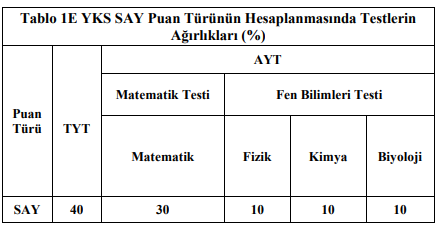 Tablo 1E YKS SAY Puan Türünün Hesaplanmasında Testlerin
Ağırlıkları (%)
Puan
Türü
TYT
AYT
Matematik Testi
Fen Bilimleri Testi
Matematik
Fizik
Kimya
Biyoloji
SAY 40 30 10 10 10